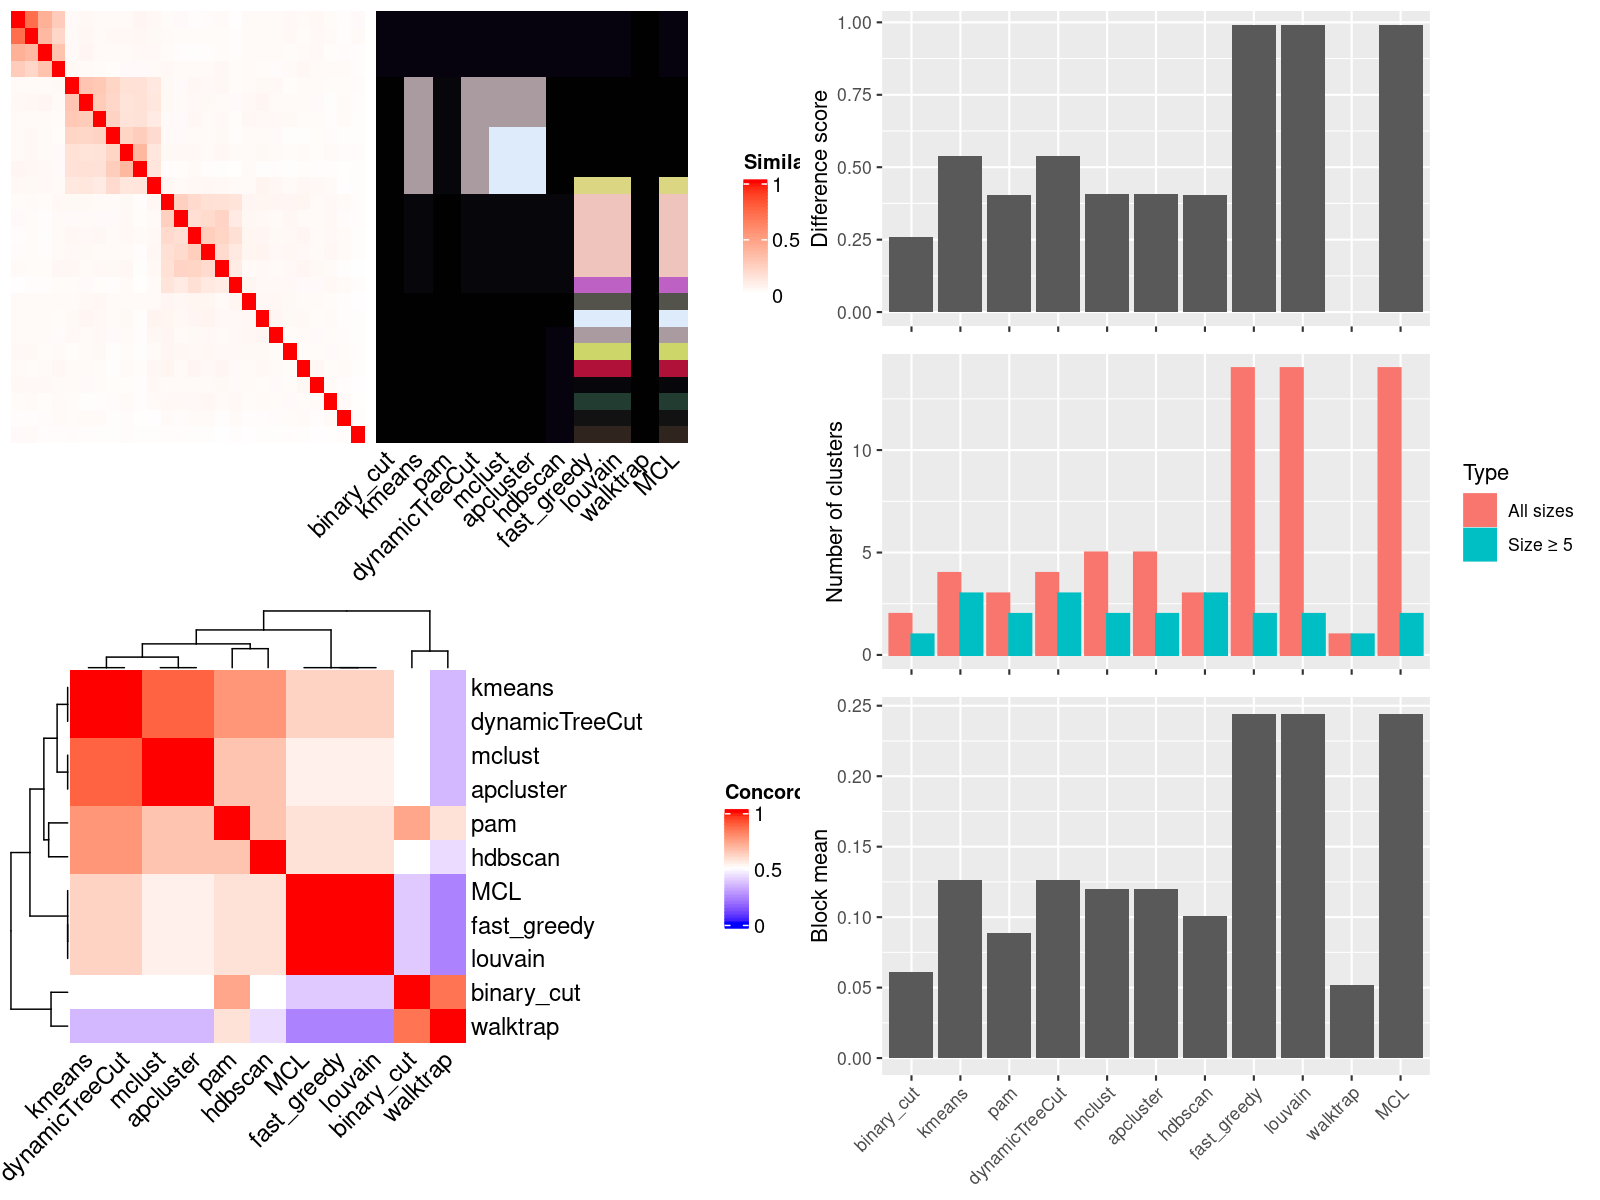 Simila
1
0.5
0
binary_cut
kmeans
pam
dynamicTreeCut
mclust
apcluster
hdbscan
fast_greedy
louvain
walktrap
MCL
kmeans
dynamicTreeCut
mclust
apcluster
pam
hdbscan
MCL
fast_greedy
louvain
binary_cut
walktrap
Concord
1
0.5
0
kmeans
dynamicTreeCut
mclust
apcluster
pam
hdbscan
MCL
fast_greedy
louvain
binary_cut
walktrap
Difference score
1.00
0.75
0.50
0.25
0.00
Number of clusters
10
5
0
Type
All sizes
Size ≥ 5
Block mean
0.25
0.20
0.15
0.10
0.05
0.00
binary_cut
kmeans
pam
dynamicTreeCut
mclust
apcluster
hdbscan
fast_greedy
louvain
walktrap
MCL